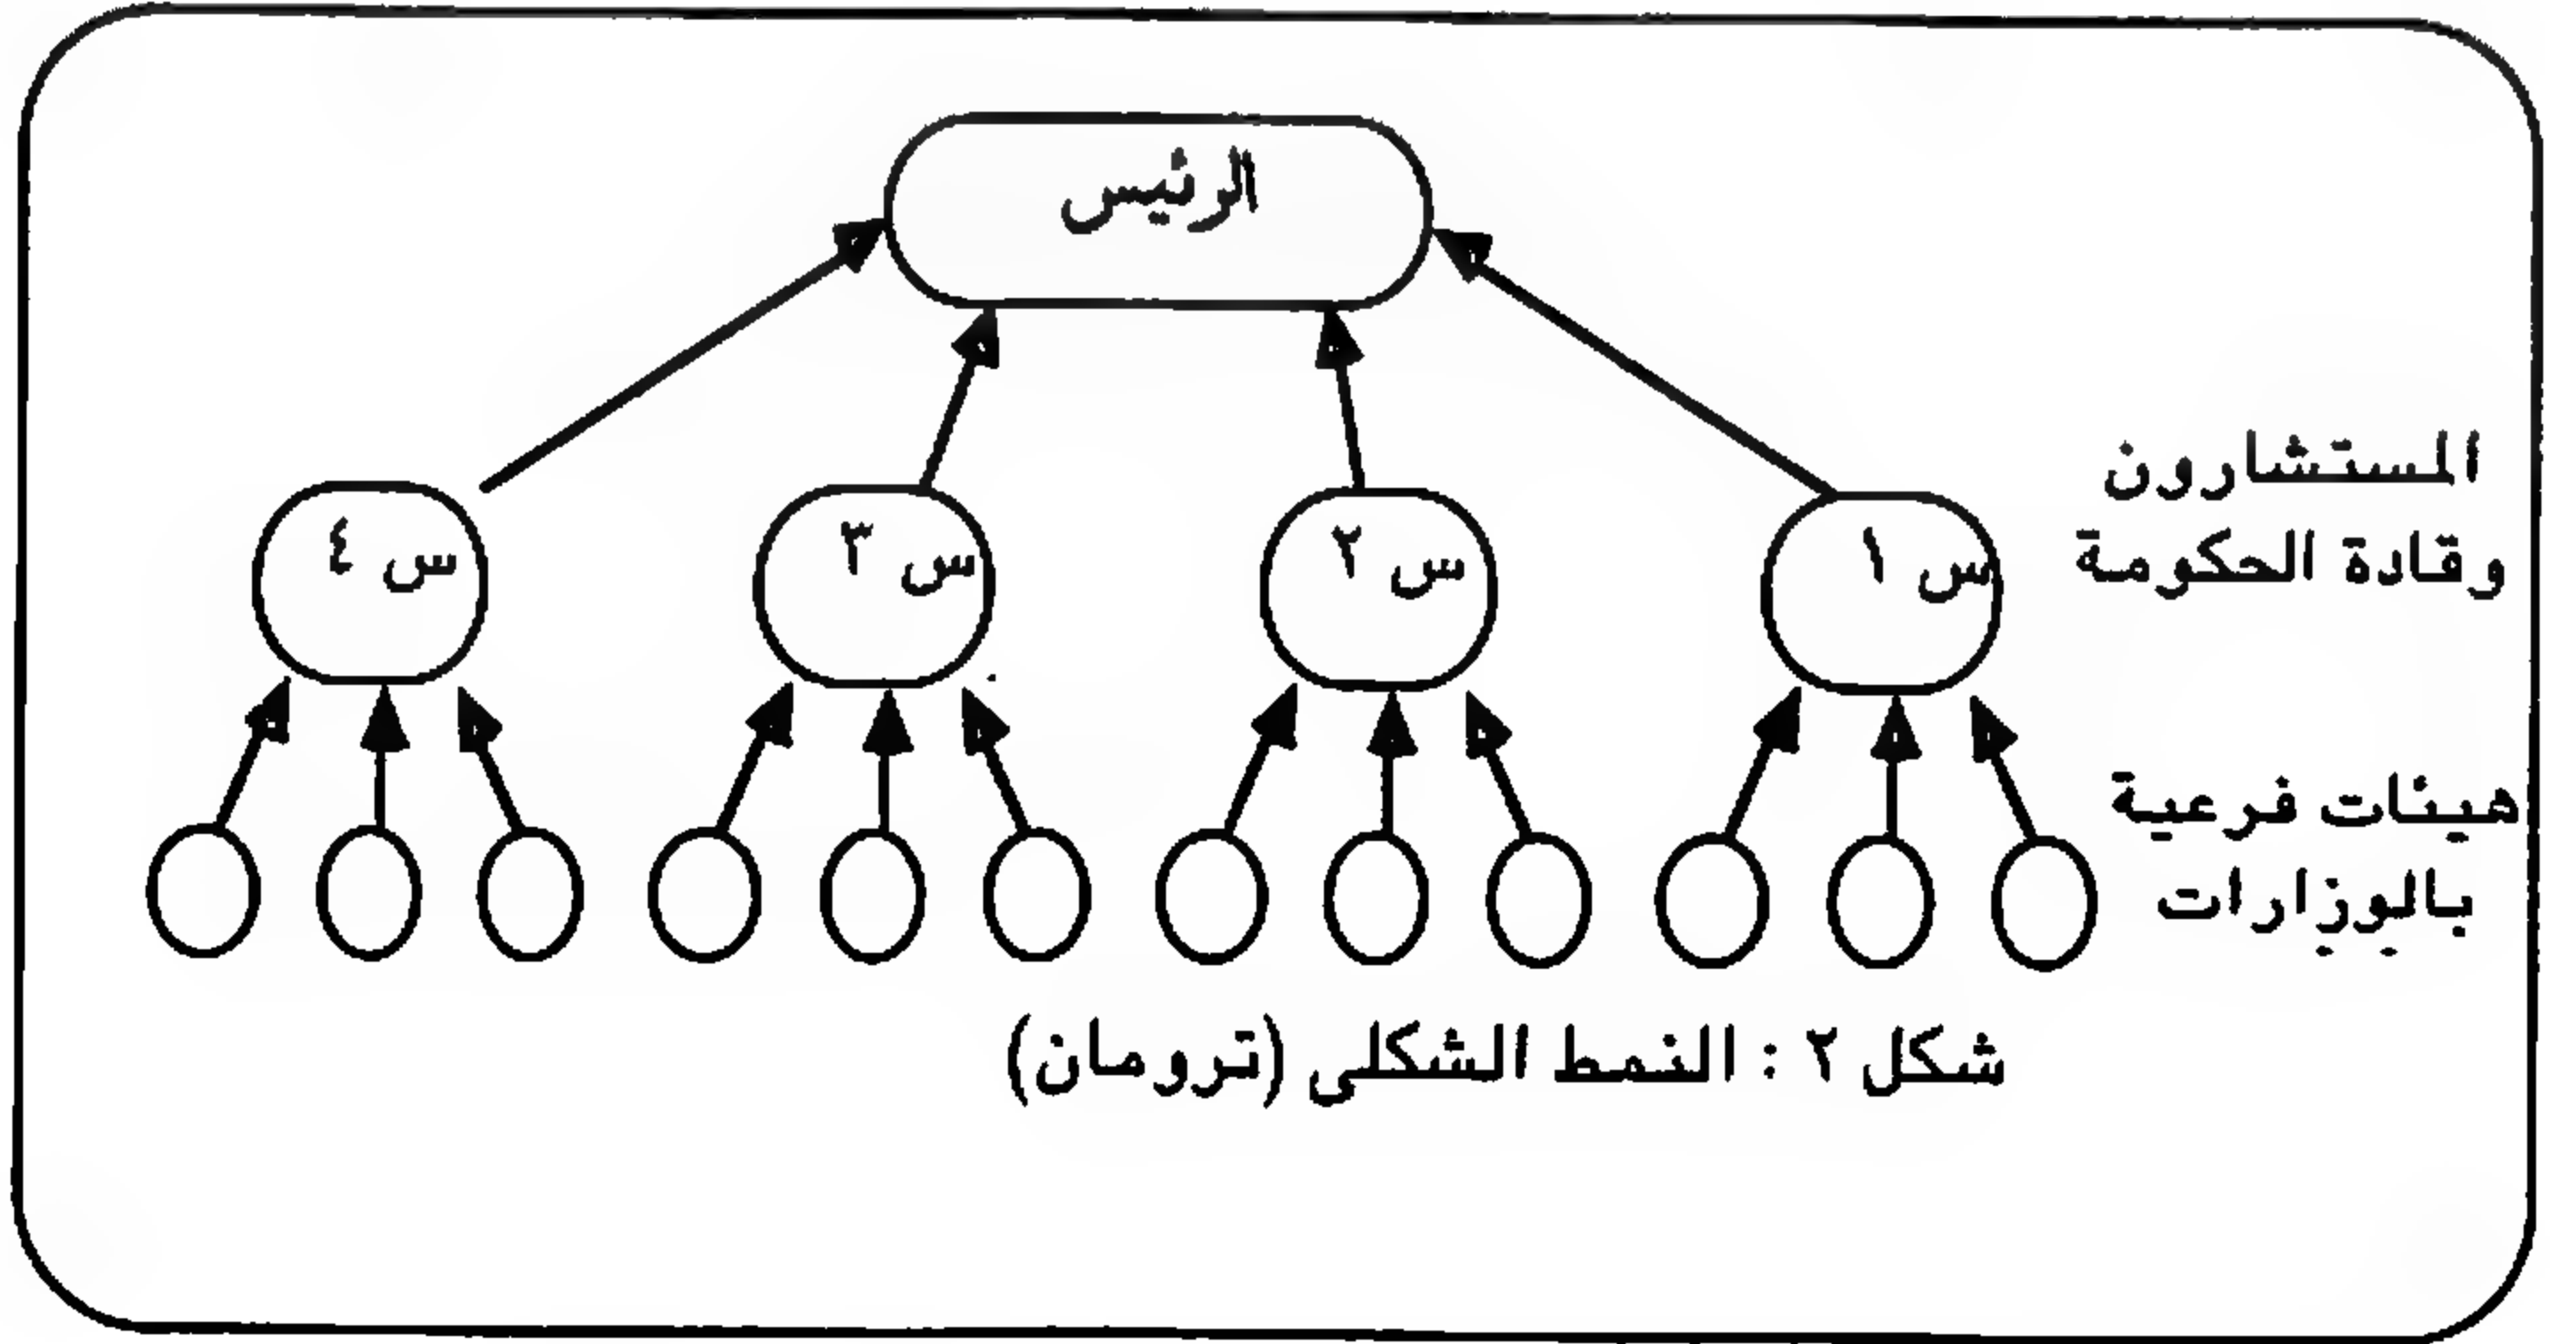 الرئيس
المستشارون
وقادة الحكومة
س ١
س ٢
س ٣
س ٤
هيئات فرعية
بالوزارات
شكل ٢ : النمط الشكلى (ترومان)